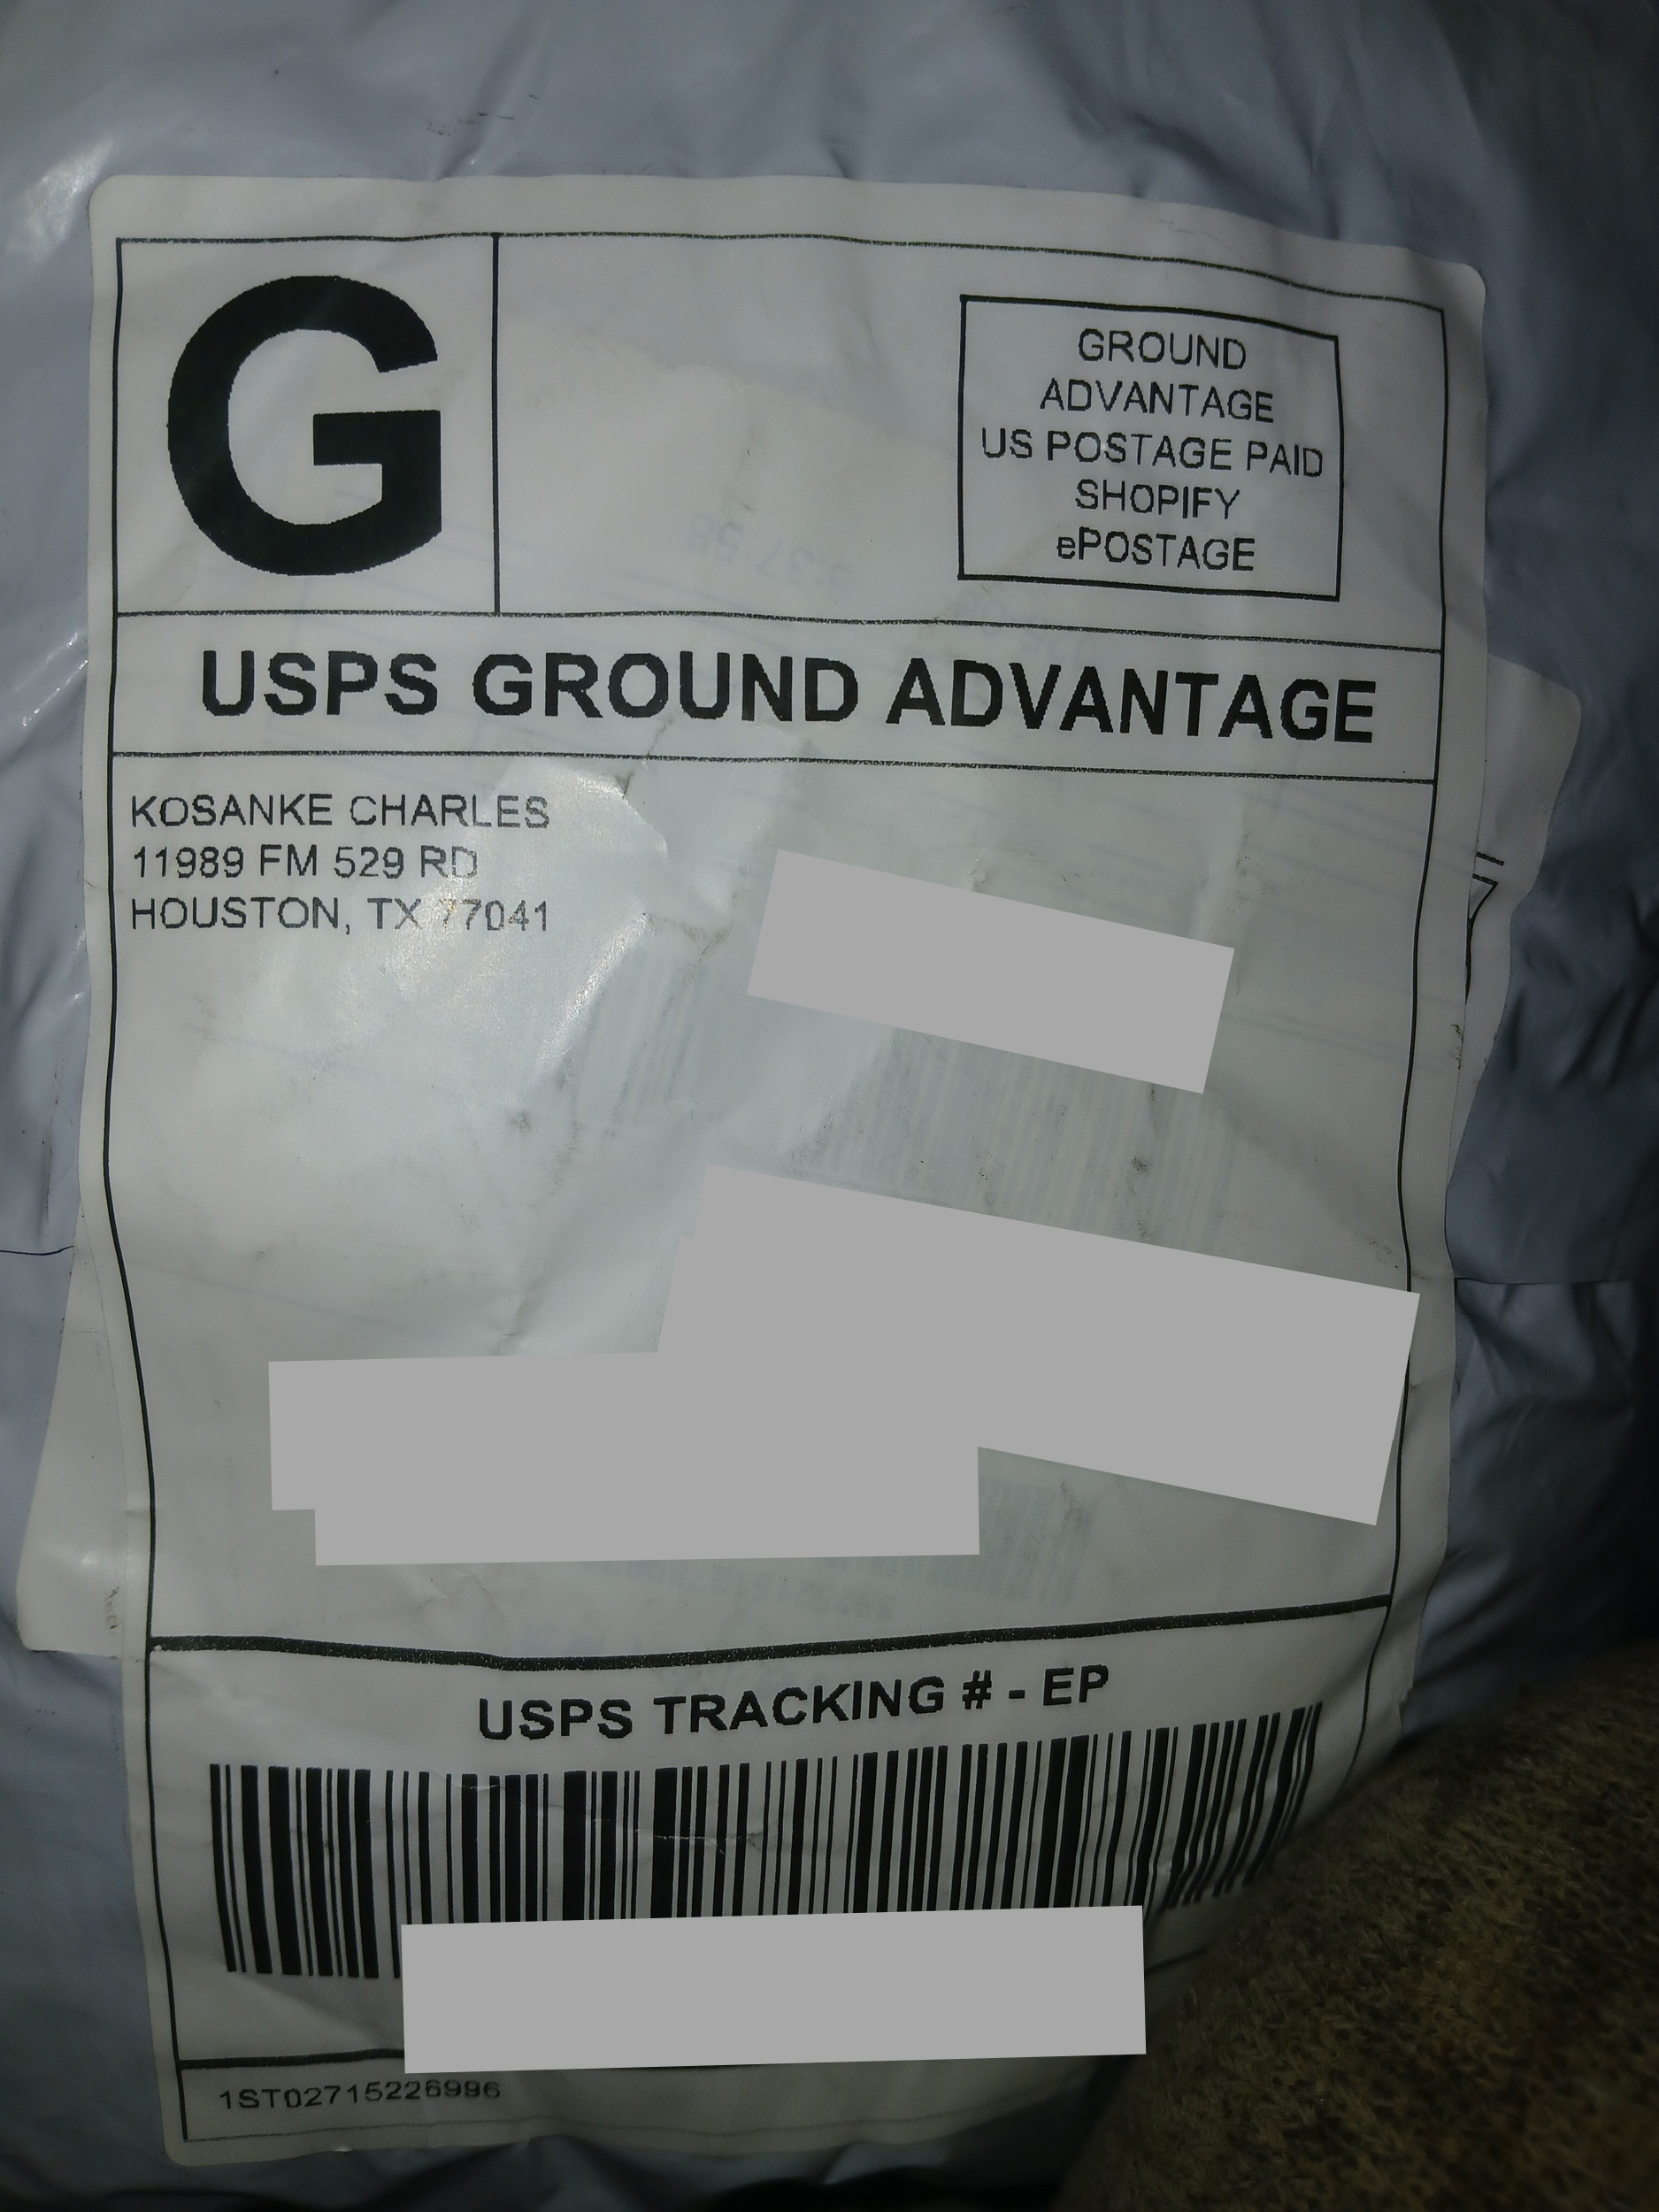 G
GROUND
ADVANTAGE
US POSTAGE PAID
SHOPIFY
ePOSTAGE
USPS GROUND ADVANTAGE
KOSANKE CHARLES
11989 FM 529 RD
HOUSTON, TX 77041
USPS TRACKING # - EP
1ST02715226996